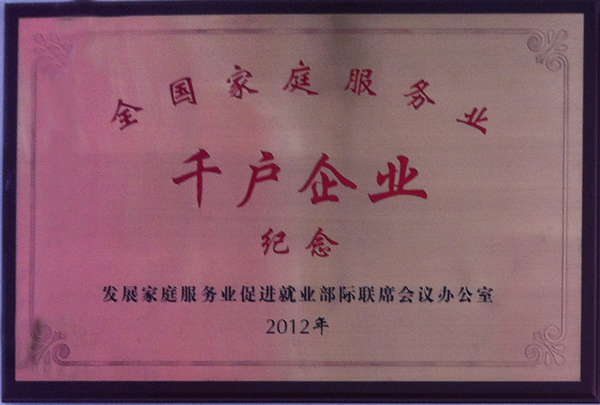 全国家庭服务业
千户企业
纪念
发展家庭服务业促进就业部际联席会议办公室
2012年